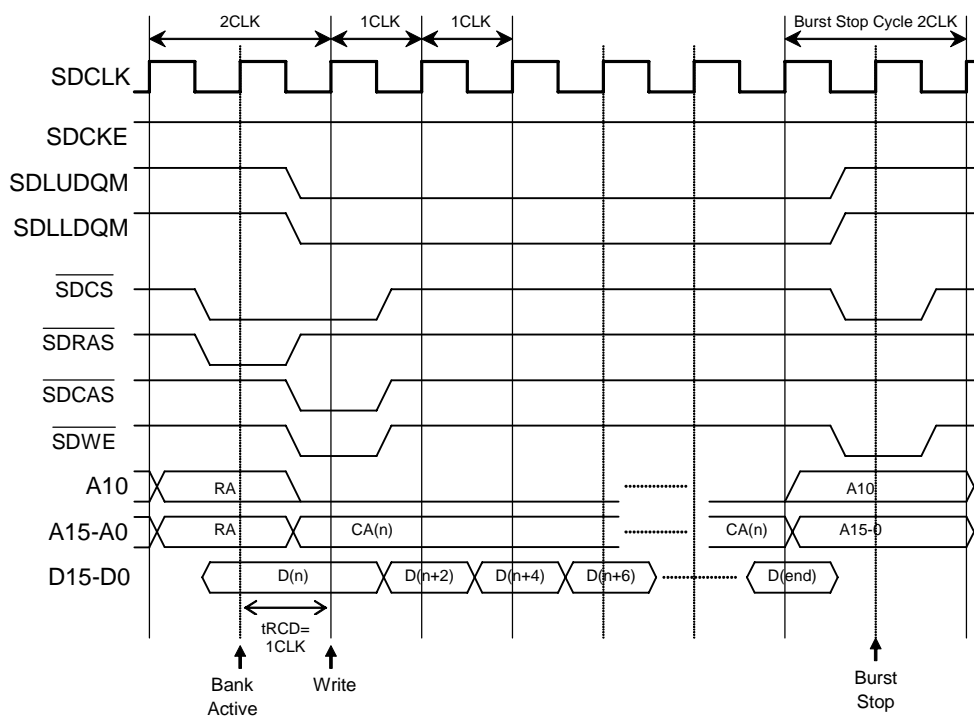 2CLK 1CLK 1CLK Burst Stop Cycle 2CLK
SDCLK
SDCKE
SDLUDQM
SDLLDQM
SDCS
SDRAS
SDCAS
SDWE
A10 RA A10
A15-A0 RA CA(n) CA(n) A15-0
D15-D0 D(n) D(n+2) D(n+4) D(n+6) D(end)
tRCD=
1CLK
Bank
Active
Write
Burst
Stop